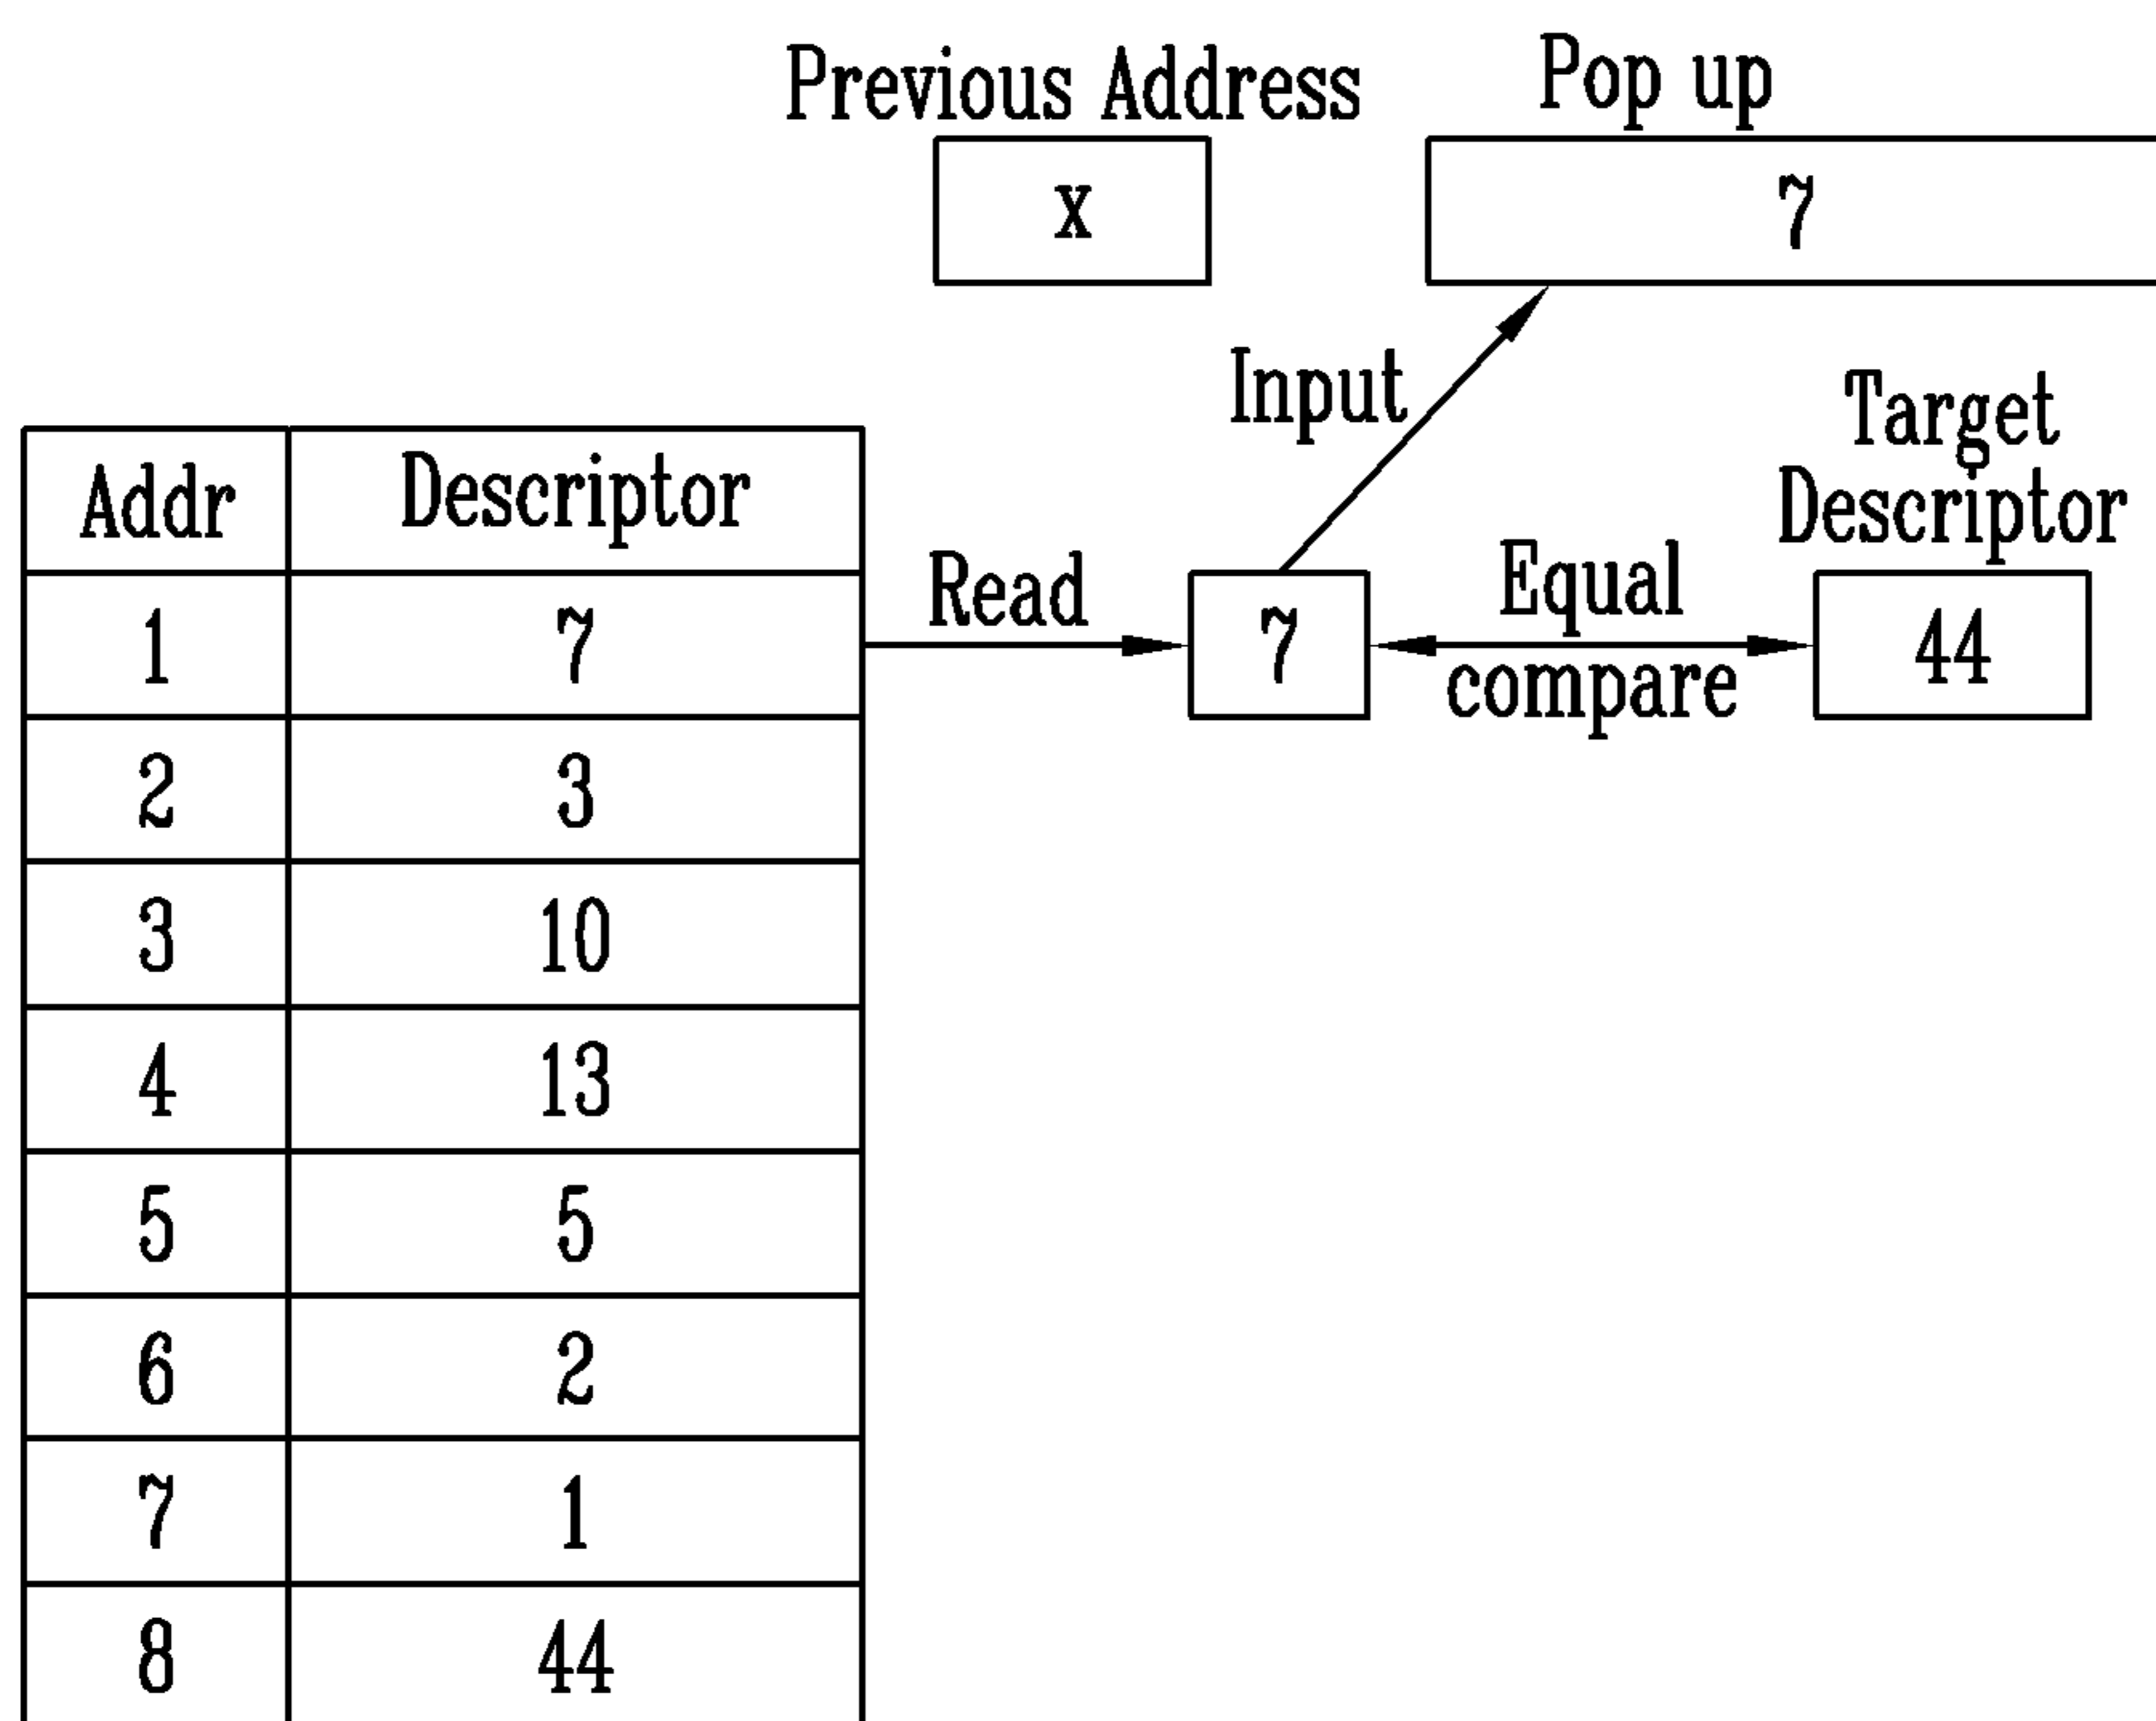 Previous Address Pop up
x 7
Input
Target
Descriptor
Addr Descriptor
Read 7 Equal
compare 44
1 7
2 3
3 10
4 13
5 5
6 2
7 1
8 44